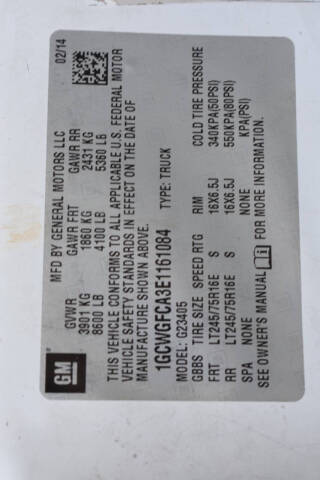 MFD BY GENERAL MOTORS LLC 02/14
GVWR GAWR FRT GAWR RR
3901 KG 1860 KG 2431 KG
8600 LB 4100 LB 5360 LB
THIS VEHICLE CONFORMS TO ALL APPLICABLE U.S. FEDERAL MOTOR
VEHICLE SAFETY STANDARDS IN EFFECT ON THE DATE OF
MANUFACTURE SHOWN ABOVE.
1GCWGFCA3E1161084 TYPE: TRUCK
MODEL: G23405
GBBS TIRE SIZE SPEED RTG RIM COLD TIRE PRESSURE
FRT LT245/75R16E S 16X6.5J 340KPA(50PSI)
RR LT245/75R16E S 16X6.5J 550KPA(80PSI)
SPA NONE NONE KPA(PSI)
SEE OWNER'S MANUAL FOR MORE INFORMATION.
GM